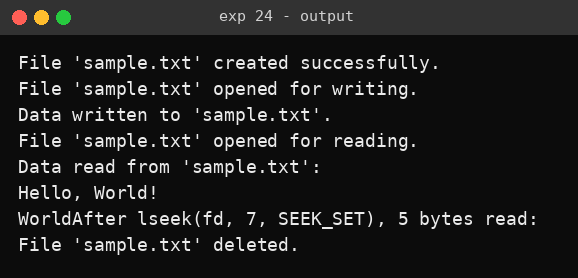 exp 24 - output
File 'sample.txt' created successfully.
File 'sample.txt' opened for writing.
Data written to 'sample.txt'.
File 'sample.txt' opened for reading.
Data read from 'sample.txt':
Hello, World!
WorldAfter lseek(fd, 7, SEEK_SET), 5 bytes read:
File 'sample.txt' deleted.